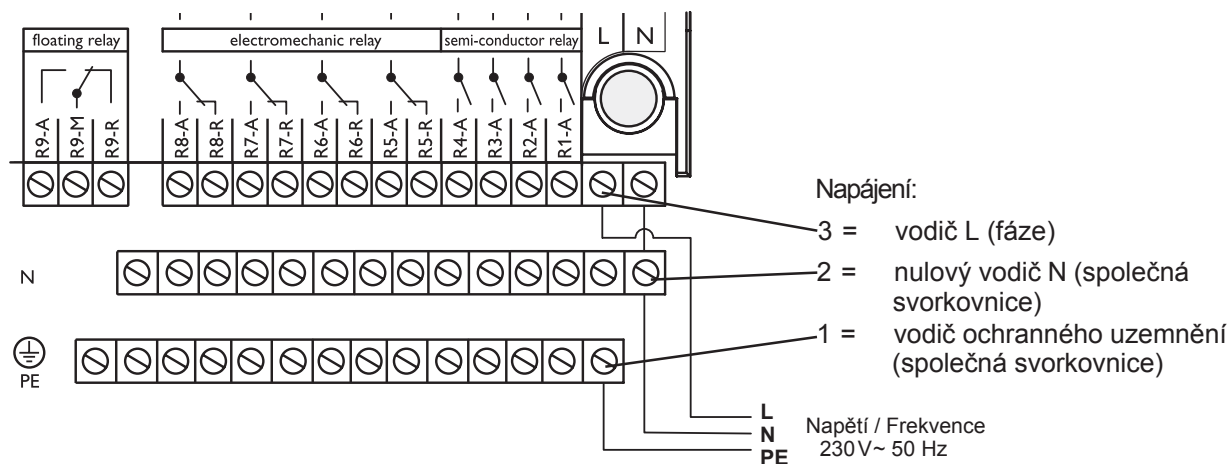 floating relay
electromechanic relay
semi-conductor relay
L N
R9-A R9-M R9-R R8-A R8-R R7-A R7-R R6-A R6-R R5-A R5-R R4-A R3-A R2-A R1-A
Napájení:
3 = vodič L (fáze)
N
2 = nulový vodič N (společná
svorkovnice)
1 = vodič ochranného uzemnění
(společná svorkovnice)
PE
L
N
PE
Napětí / Frekvence
230V~ 50 Hz